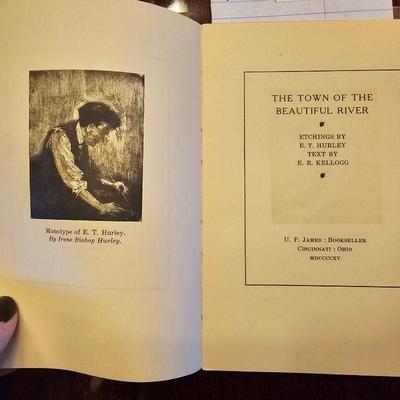 Monotype of E. T. Hurley.
By Irene Bishop Hurley.
THE TOWN OF THE
BEAUTIFUL RIVER
ETCHINGS BY
E. T. HURLEY
TEXT BY
E. R. KELLOGG
U. P. JAMES : BOOKSELLER
CINCINNATI : OHIO
MDCCCCXV